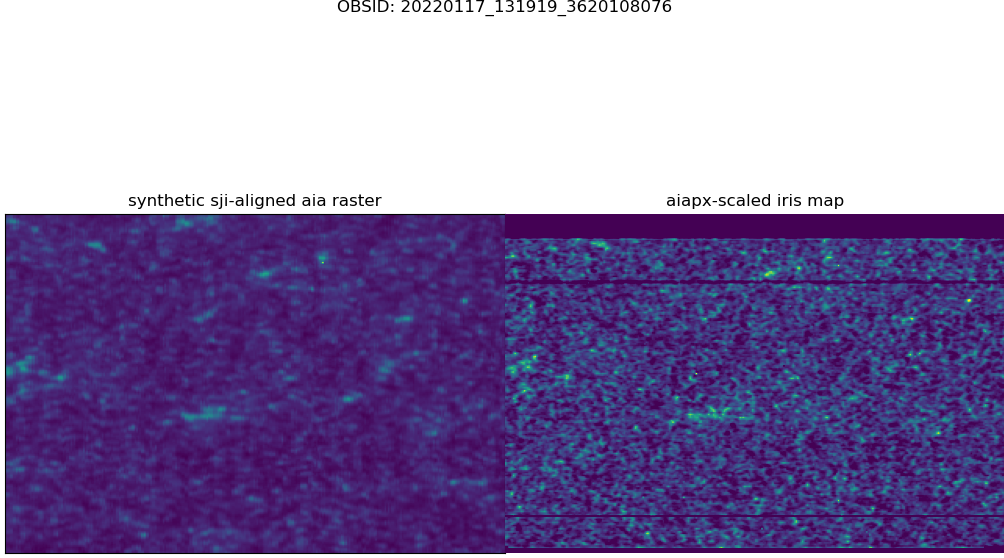 OBSID: 20220117_131919_3620108076
synthetic sji-aligned aia raster
aiapx-scaled iris map